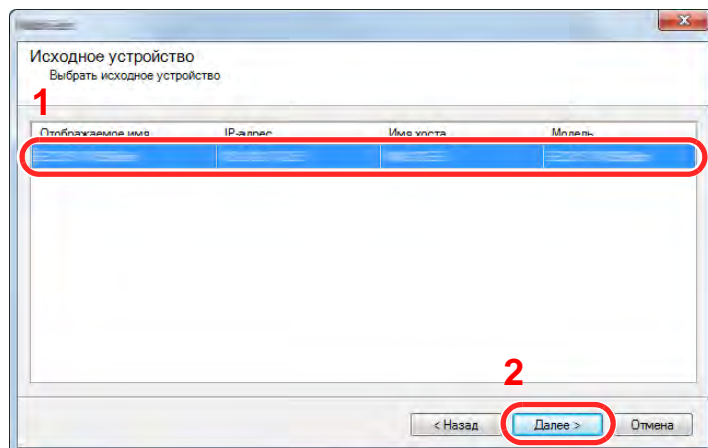 Исходное устройство
Выбрать исходное устройство
1
Отображаемое имя IP-адрес Имя хоста Модель
2
< Назад Далее > Отмена